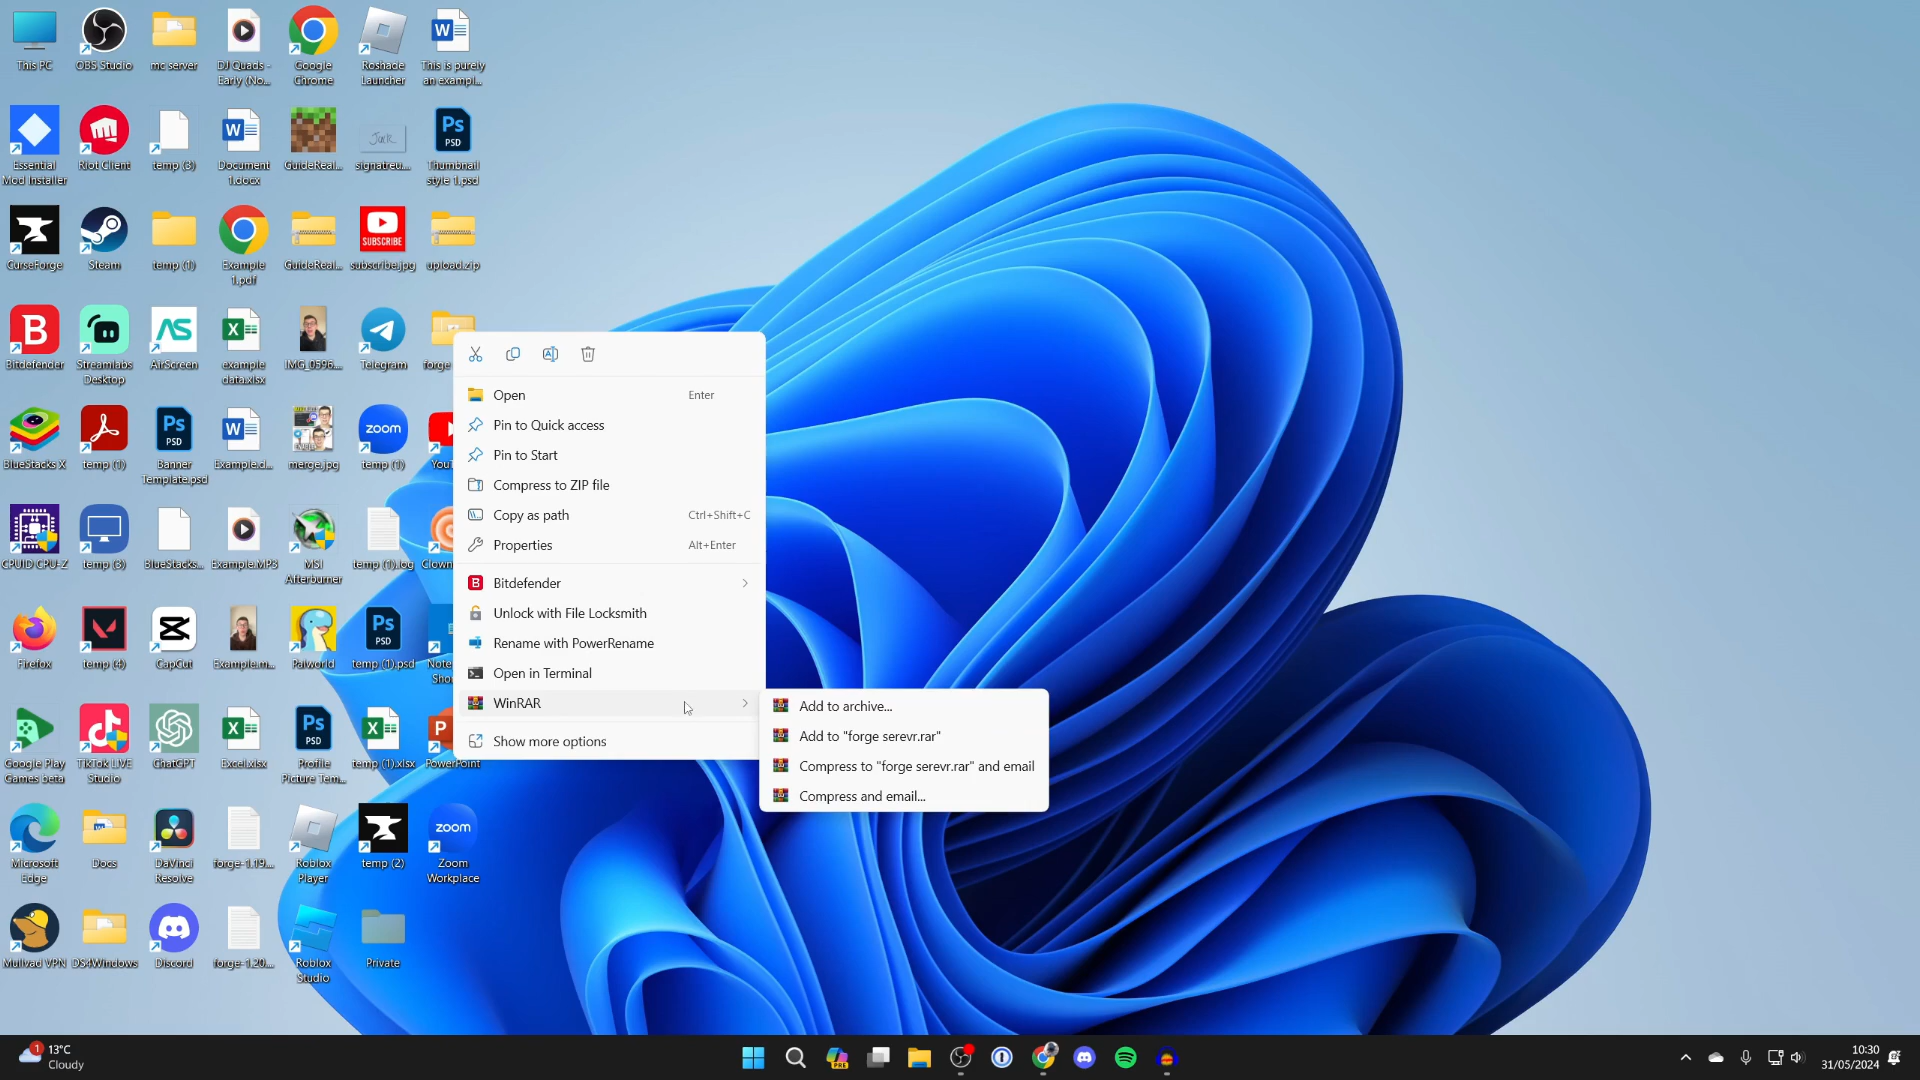 This PC
OBS Studio
mc server
DJ Quads -
Early (No...
Google
Chrome
Roshade
Launcher
This is purely
an exampl...
Essential
Mod Installer
Riot Client
temp (3)
Document
1.docx
GuideReal...
signatreu...
Thumbnail
style 1.psd
CurseForge
Steam
temp (1)
Example
1.pdf
GuideReal...
SUBSCRIBE
subscribe.jpg
upload.zip
Bitdefender
Streamlabs
Desktop
AirScreen
example
data.xlsx
IMG_0596...
Telegram
forge
BlueStacks X
temp (1)
Banner
Template.psd
Example.d...
merge.jpg
zoom
temp (1)
YouT
CPUID CPU-Z
temp (3)
BlueStacks...
Example.MP3
MSI
Afterburner
temp (1).log
Clown
Firefox
temp (4)
CapCut
Example.m...
Palworld
temp (1).psd
Note
Sho
Google Play
Games beta
TikTok LIVE
Studio
ChatGPT
Excel.xlsx
Profile
Picture Tem...
temp (1).xlsx
PowerPoint
Microsoft
Edge
Docs
DaVinci
Resolve
forge-1.19....
Roblox
Player
temp (2)
zoom
Zoom
Workplace
Mullvad VPN
DS4Windows
Discord
forge-1.20....
Roblox
Studio
Private
Open Enter
Pin to Quick access
Pin to Start
Compress to ZIP file
Copy as path Ctrl+Shift+C
Properties Alt+Enter
Bitdefender
Unlock with File Locksmith
Rename with PowerRename
Open in Terminal
WinRAR
Show more options
Add to archive...
Add to "forge serevr.rar"
Compress to "forge serevr.rar" and email
Compress and email...
1
13°C
Cloudy
PRE
10:30
31/05/2024